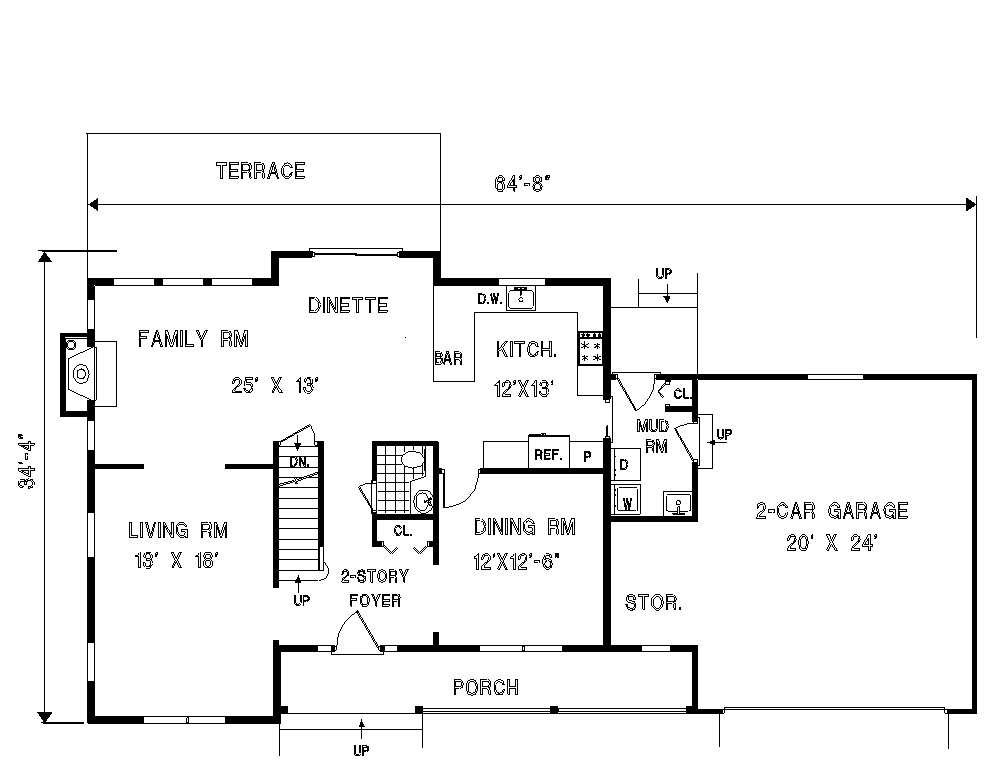 TERRACE
64'-8"
UP
D.W.
DINETTE
FAMILY RM
KITCH.
BAR
25' X 13'
12'X13'
CL.
MUD
RM
UP
34'-4"
DN.
REF.
P
D
W
LIVING RM
13' X 18'
CL.
DINING RM
12'X12'-6"
2-CAR GARAGE
20' X 24'
2-STORY
FOYER
UP
STOR.
PORCH
UP